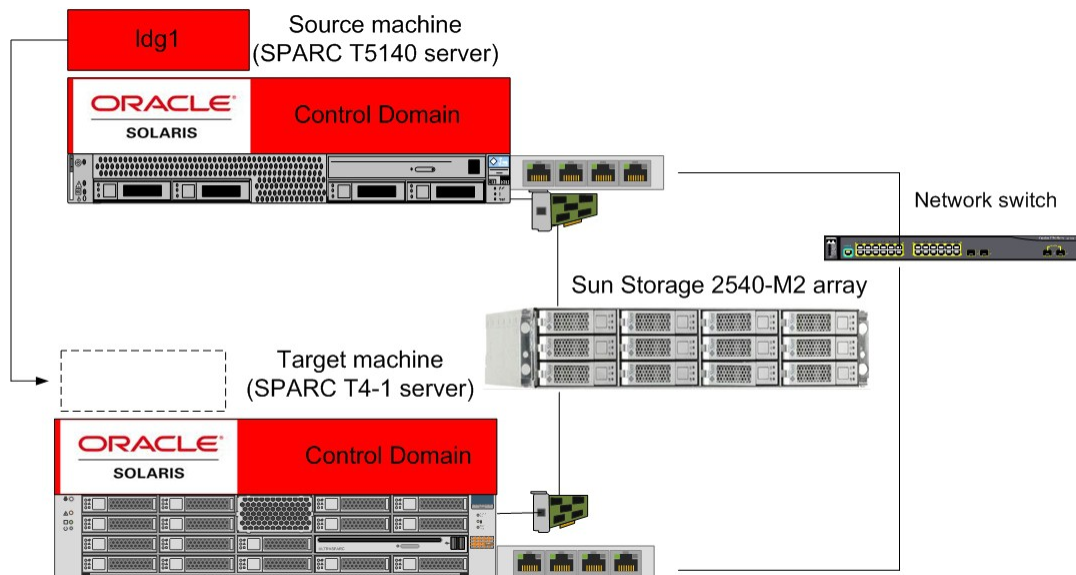 ldg1
Source machine
(SPARC T5140 server)
ORACLE®
SOLARIS
Control Domain
Network switch
Sun Storage 2540-M2 array
Target machine
(SPARC T4-1 server)
ORACLE®
SOLARIS
Control Domain
ULTRASPARC